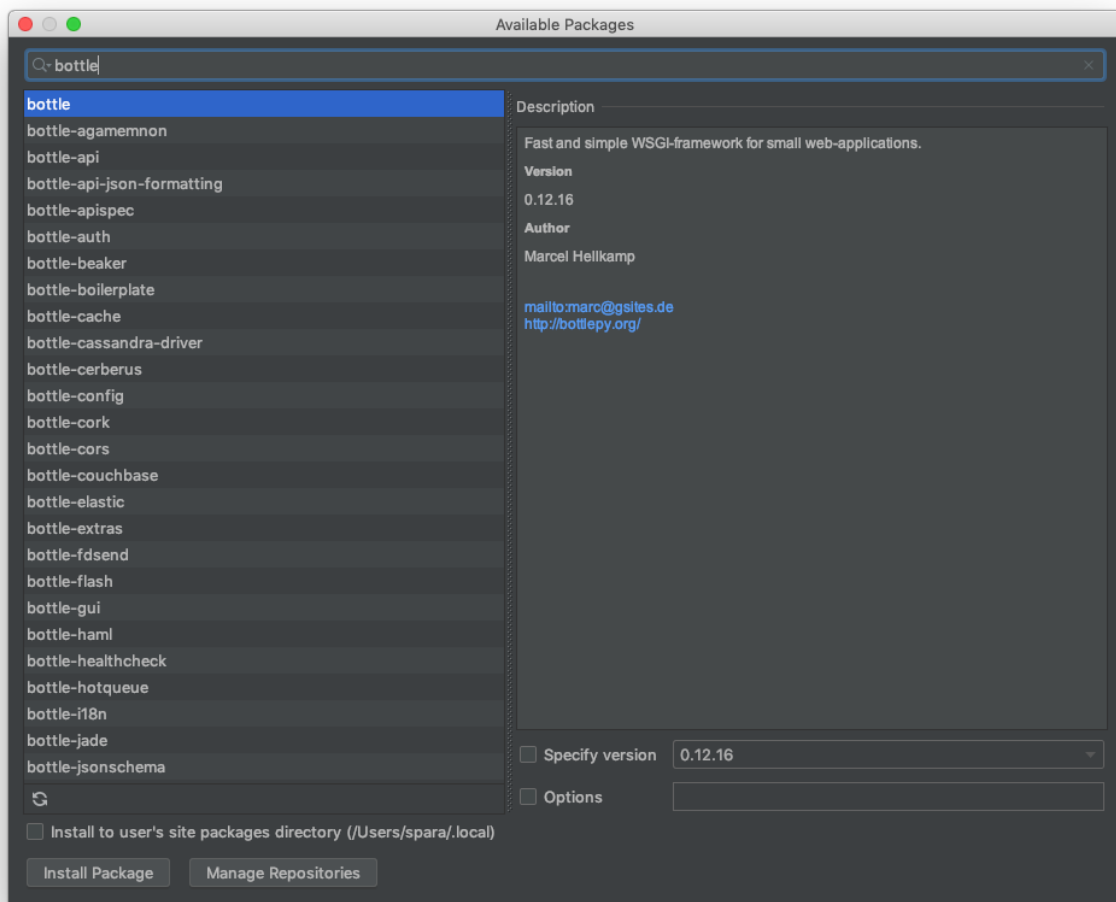 Available Packages
bottle
bottle
bottle-agamemnon
bottle-api
bottle-api-json-formatting
bottle-apispec
bottle-auth
bottle-beaker
bottle-boilerplate
bottle-cache
bottle-cassandra-driver
bottle-cerberus
bottle-config
bottle-cork
bottle-cors
bottle-couchbase
bottle-elastic
bottle-extras
bottle-fdsend
bottle-flash
bottle-gui
bottle-haml
bottle-healthcheck
bottle-hotqueue
bottle-i18n
bottle-jade
bottle-jsonschema
Description
Fast and simple WSGI-framework for small web-applications.
Version
0.12.16
Author
Marcel Hellkamp
mailto:marc@gsites.de
http://bottlepy.org/
Specify version 0.12.16
Options
Install to user's site packages directory (/Users/spara/.local)
Install Package Manage Repositories